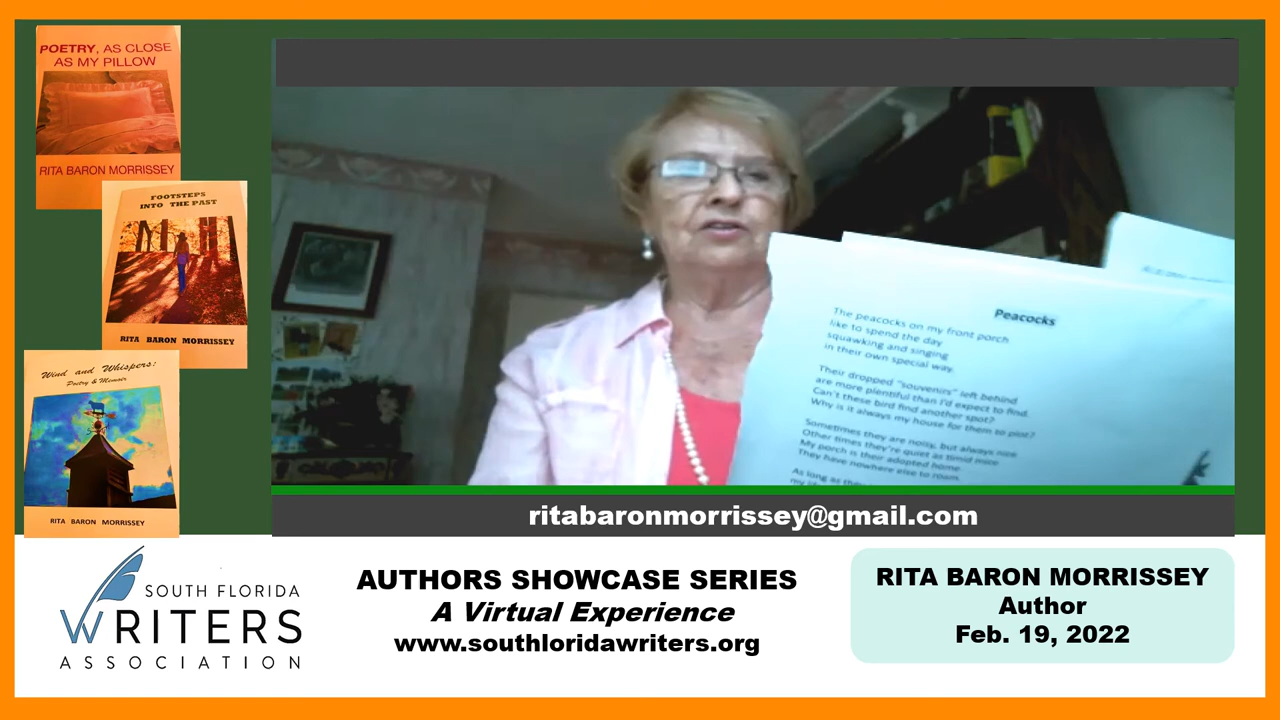 POETRY, AS CLOSE
AS MY PILLOW
RITA BARON MORRISSEY
FOOTSTEPS
INTO THE PAST
RITA BARON MORRISSEY
Wind and Whispers:
Poetry & Memoir
RITA BARON MORRISSEY
Peacocks
The peacocks on my front porch
like to spend the day
squawking and singing
in their own special way.
Their dropped "souvenirs" left behind
are more plentiful than I'd expect to find.
Can't these bird find another spot?
Why is it always my house for them to plot?
Sometimes they are noisy, but always nice
Other times they're quiet as timid mice.
My porch is their adopted home
They have nowhere else to roam.
As long as they
ritabaronmorrissey@gmail.com
SOUTH FLORIDA
WRITERS
ASSOCIATION
AUTHORS SHOWCASE SERIES
A Virtual Experience
www.southloridawriters.org
RITA BARON MORRISSEY
Author
Feb. 19, 2022